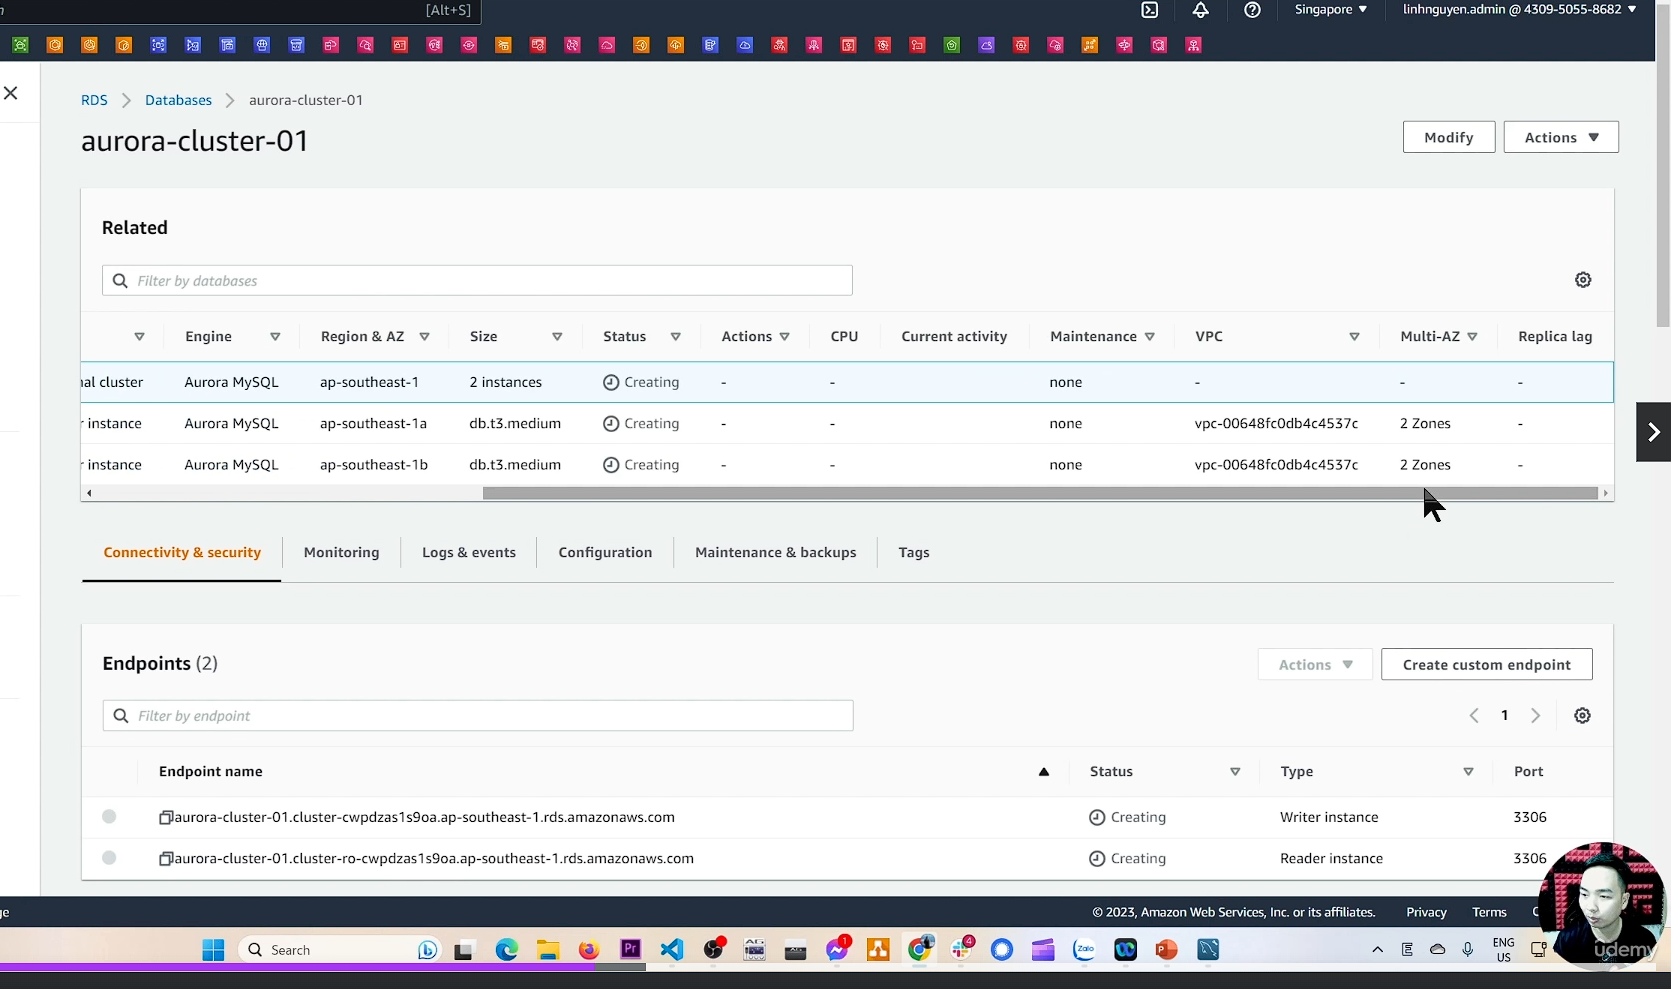 [Alt+S]
Singapore
linhnguyen.admin @ 4309-5055-8682
RDS
Databases
aurora-cluster-01
aurora-cluster-01
Modify
Actions
Related
Filter by databases
Engine
Region & AZ
Size
Status
Actions
CPU
Current activity
Maintenance
VPC
Multi-AZ
Replica lag
al cluster
Aurora MySQL
ap-southeast-1
2 instances
Creating
-
-
none
-
-
-
instance
Aurora MySQL
ap-southeast-1a
db.t3.medium
Creating
-
-
none
vpc-00648fc0db4c4537c
2 Zones
-
instance
Aurora MySQL
ap-southeast-1b
db.t3.medium
Creating
-
-
none
vpc-00648fc0db4c4537c
2 Zones
-
Connectivity & security
Monitoring
Logs & events
Configuration
Maintenance & backups
Tags
Endpoints (2)
Actions
Create custom endpoint
Filter by endpoint
1
Endpoint name
Status
Type
Port
aurora-cluster-01.cluster-cwpdzas1s9oa.ap-southeast-1.rds.amazonaws.com
Creating
Writer instance
3306
aurora-cluster-01.cluster-ro-cwpdzas1s9oa.ap-southeast-1.rds.amazonaws.com
Creating
Reader instance
3306
ge
© 2023, Amazon Web Services, Inc. or its affiliates.
Privacy
Terms
C
Search
Pr
1
4
Zalo
ENG
US
udemy